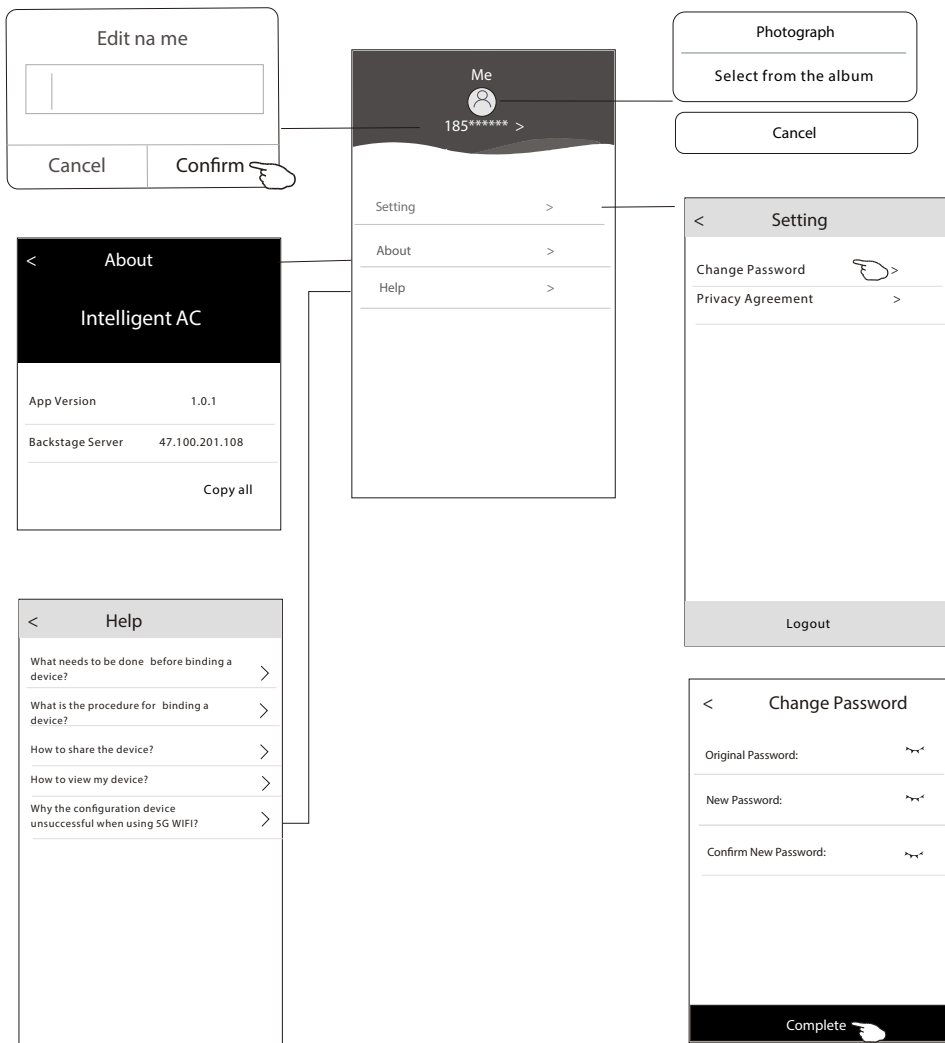 Edit na me
Cancel
Confirm
Me
185****** >
Setting >
About >
Help >
Photograph
Select from the album
Cancel
< About
Intelligent AC
App Version 1.0.1
Backstage Server 47.100.201.108
Copy all
< Setting
Change Password >
Privacy Agreement >
Logout
< Help
What needs to be done before binding a
device?
What is the procedure for binding a
device?
How to share the device?
How to view my device?
Why the configuration device
unsuccessful when using 5G WIFI?
< Change Password
Original Password:
New Password:
Confirm New Password:
Complete